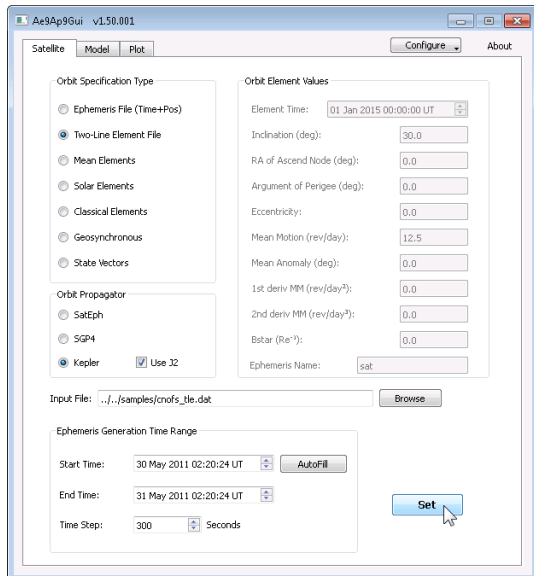 Ae9Ap9Gui v1.50.001
Satellite Model Plot Configure About
Orbit Specification Type
Ephemeris File (Time+Pos)
Two-Line Element File
Mean Elements
Solar Elements
Classical Elements
Geosynchronous
State Vectors
Orbit Propagator
SatEph
SGP4
Kepler Use J2
Orbit Element Values
Element Time: 01 Jan 2015 00:00:00 UT
Inclination (deg): 30.0
RA of Ascend Node (deg): 0.0
Argument of Perigee (deg): 0.0
Eccentricity: 0.0
Mean Motion (rev/day): 12.5
Mean Anomaly (deg): 0.0
1st deriv MM (rev/day²): 0.0
2nd deriv MM (rev/day³): 0.0
Bstar (Re⁻¹): 0.0
Ephemeris Name: sat
Input File: ../../samples/cnofs_tle.dat Browse
Ephemeris Generation Time Range
Start Time: 30 May 2011 02:20:24 UT AutoFill
End Time: 31 May 2011 02:20:24 UT
Time Step: 300 Seconds
Set